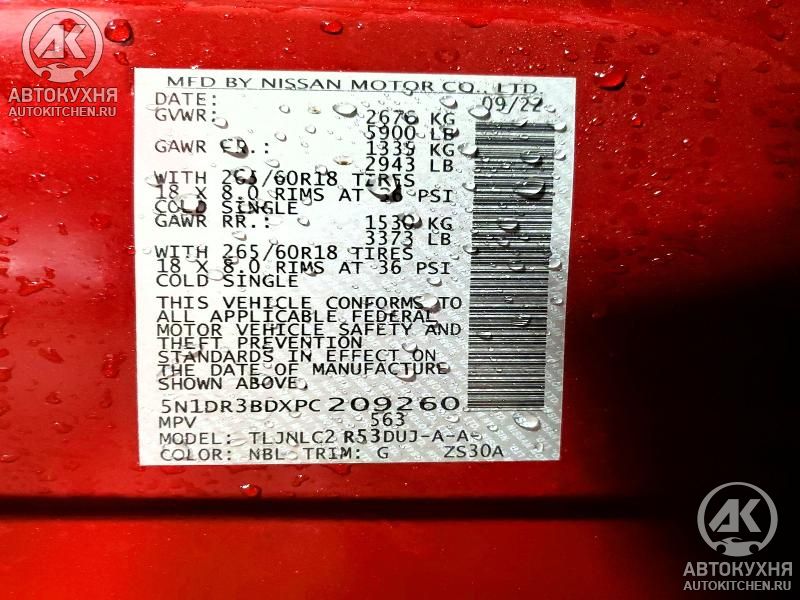 АК
АВТОКУХНЯ
AUTOKITCHEN.RU
MFD BY NISSAN MOTOR CO., LTD.
DATE: 09/22
GVWR: 2676 KG
5900 LB
GAWR FR.: 1335 KG
2943 LB
WITH 265/60R18 TIRES
18 X 8.0 RIMS AT 36 PSI
COLD SINGLE
GAWR RR.: 1530 KG
3373 LB
WITH 265/60R18 TIRES
18 X 8.0 RIMS AT 36 PSI
COLD SINGLE
THIS VEHICLE CONFORMS TO
ALL APPLICABLE FEDERAL
MOTOR VEHICLE SAFETY AND
THEFT PREVENTION
STANDARDS IN EFFECT ON
THE DATE OF MANUFACTURE
SHOWN ABOVE.
5N1DR3BDXPC209260
MPV 563
MODEL: TLJNLC2 R53DUJ-A-A
COLOR: NBL TRIM: G ZS30A
АК
АВТОКУХНЯ
AUTOKITCHEN.RU